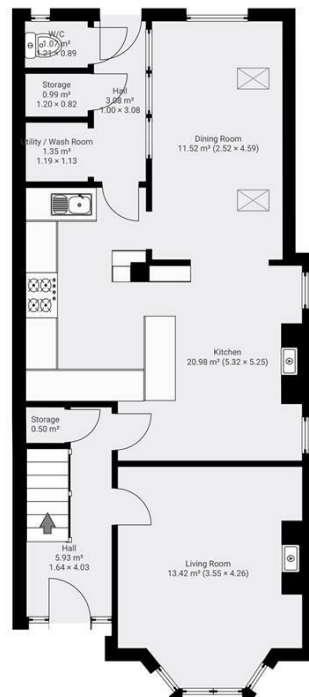 W/C
1.07 m²
1.21 × 0.89
Storage
0.99 m²
1.20 × 0.82
Hall
3.08 m²
1.00 × 3.08
Utility / Wash Room
1.35 m²
1.19 × 1.13
Dining Room
11.52 m² (2.52 × 4.59)
Kitchen
20.98 m² (5.32 × 5.25)
Storage
0.50 m²
Hall
5.93 m²
1.64 × 4.03
Living Room
13.42 m² (3.55 × 4.26)